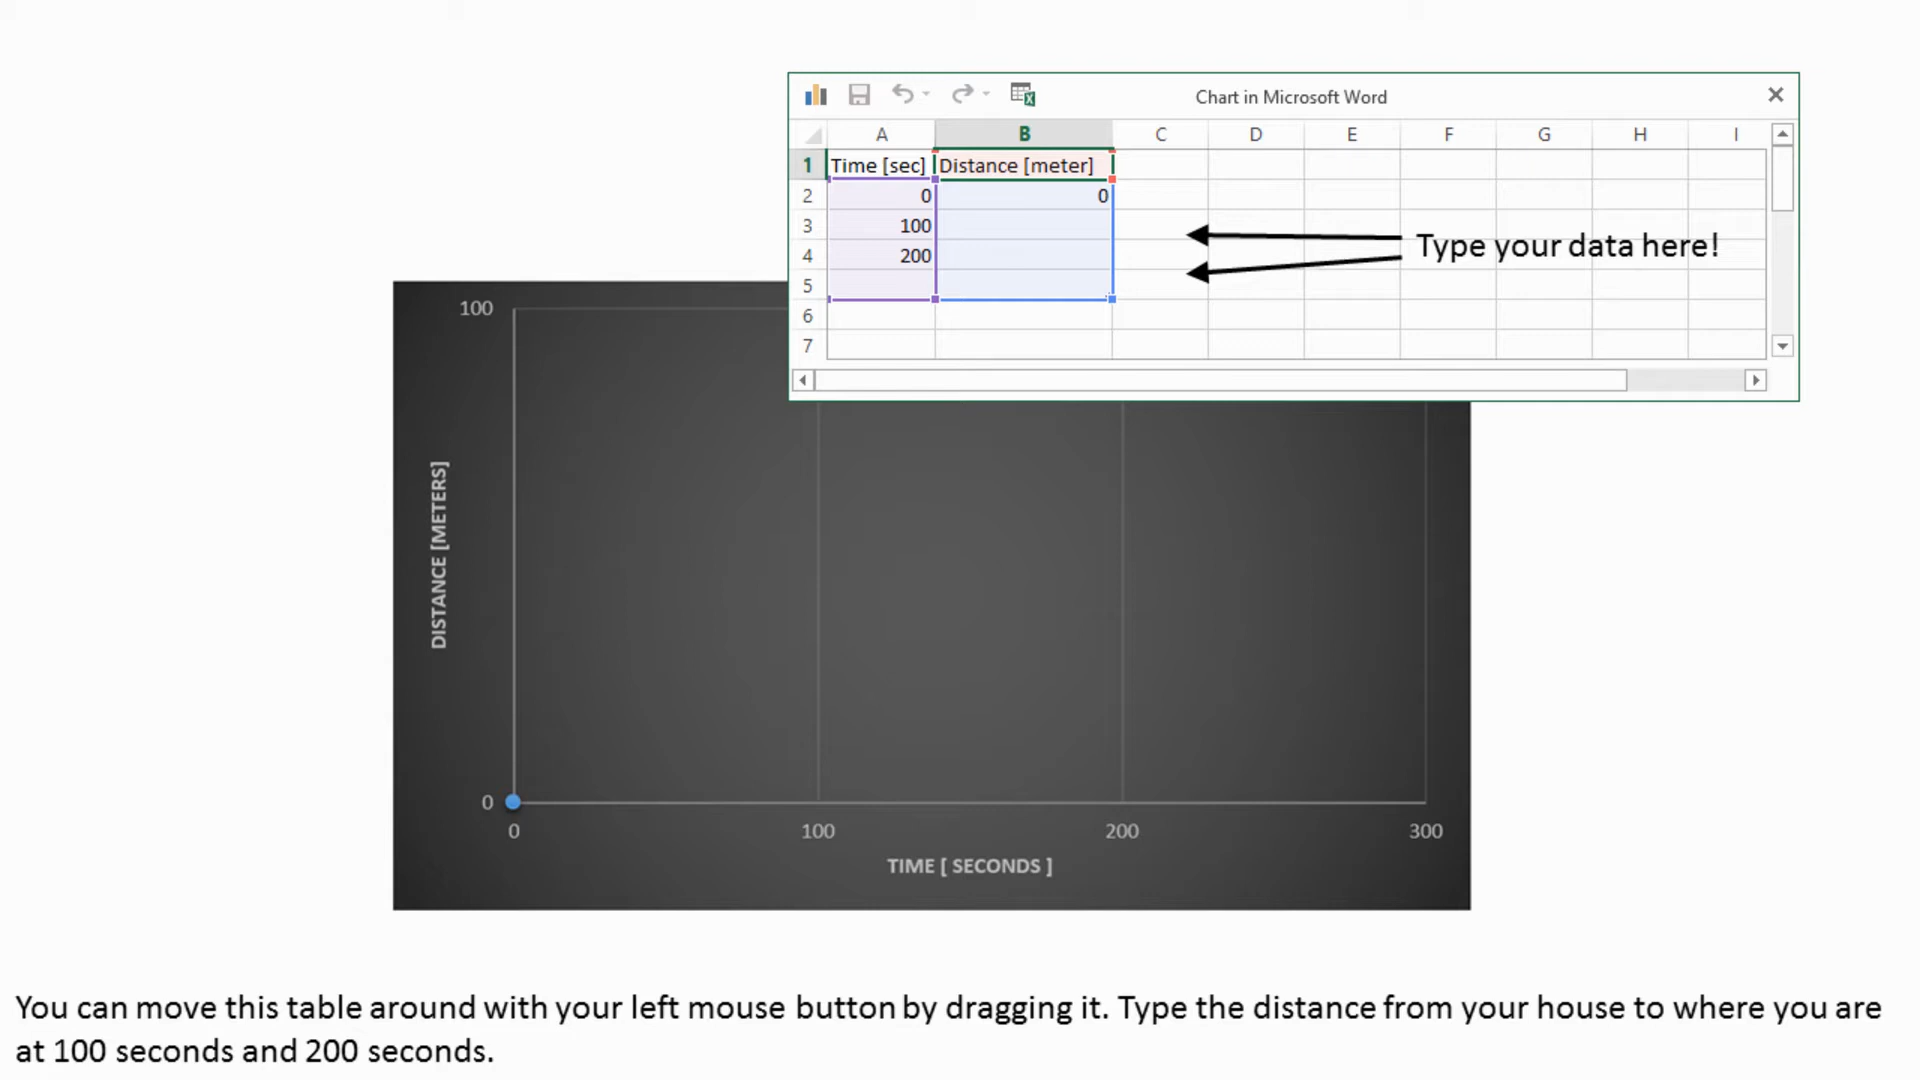 Chart in Microsoft Word
A B C D E F G H I
1 Time [sec] Distance [meter]
2 0 0
3 100
4 200
Type your data here!
5
6
7
100
DISTANCE [METERS]
0
0 100 200 300
TIME [ SECONDS ]
You can move this table around with your left mouse button by dragging it. Type the distance from your house to where you are
at 100 seconds and 200 seconds.